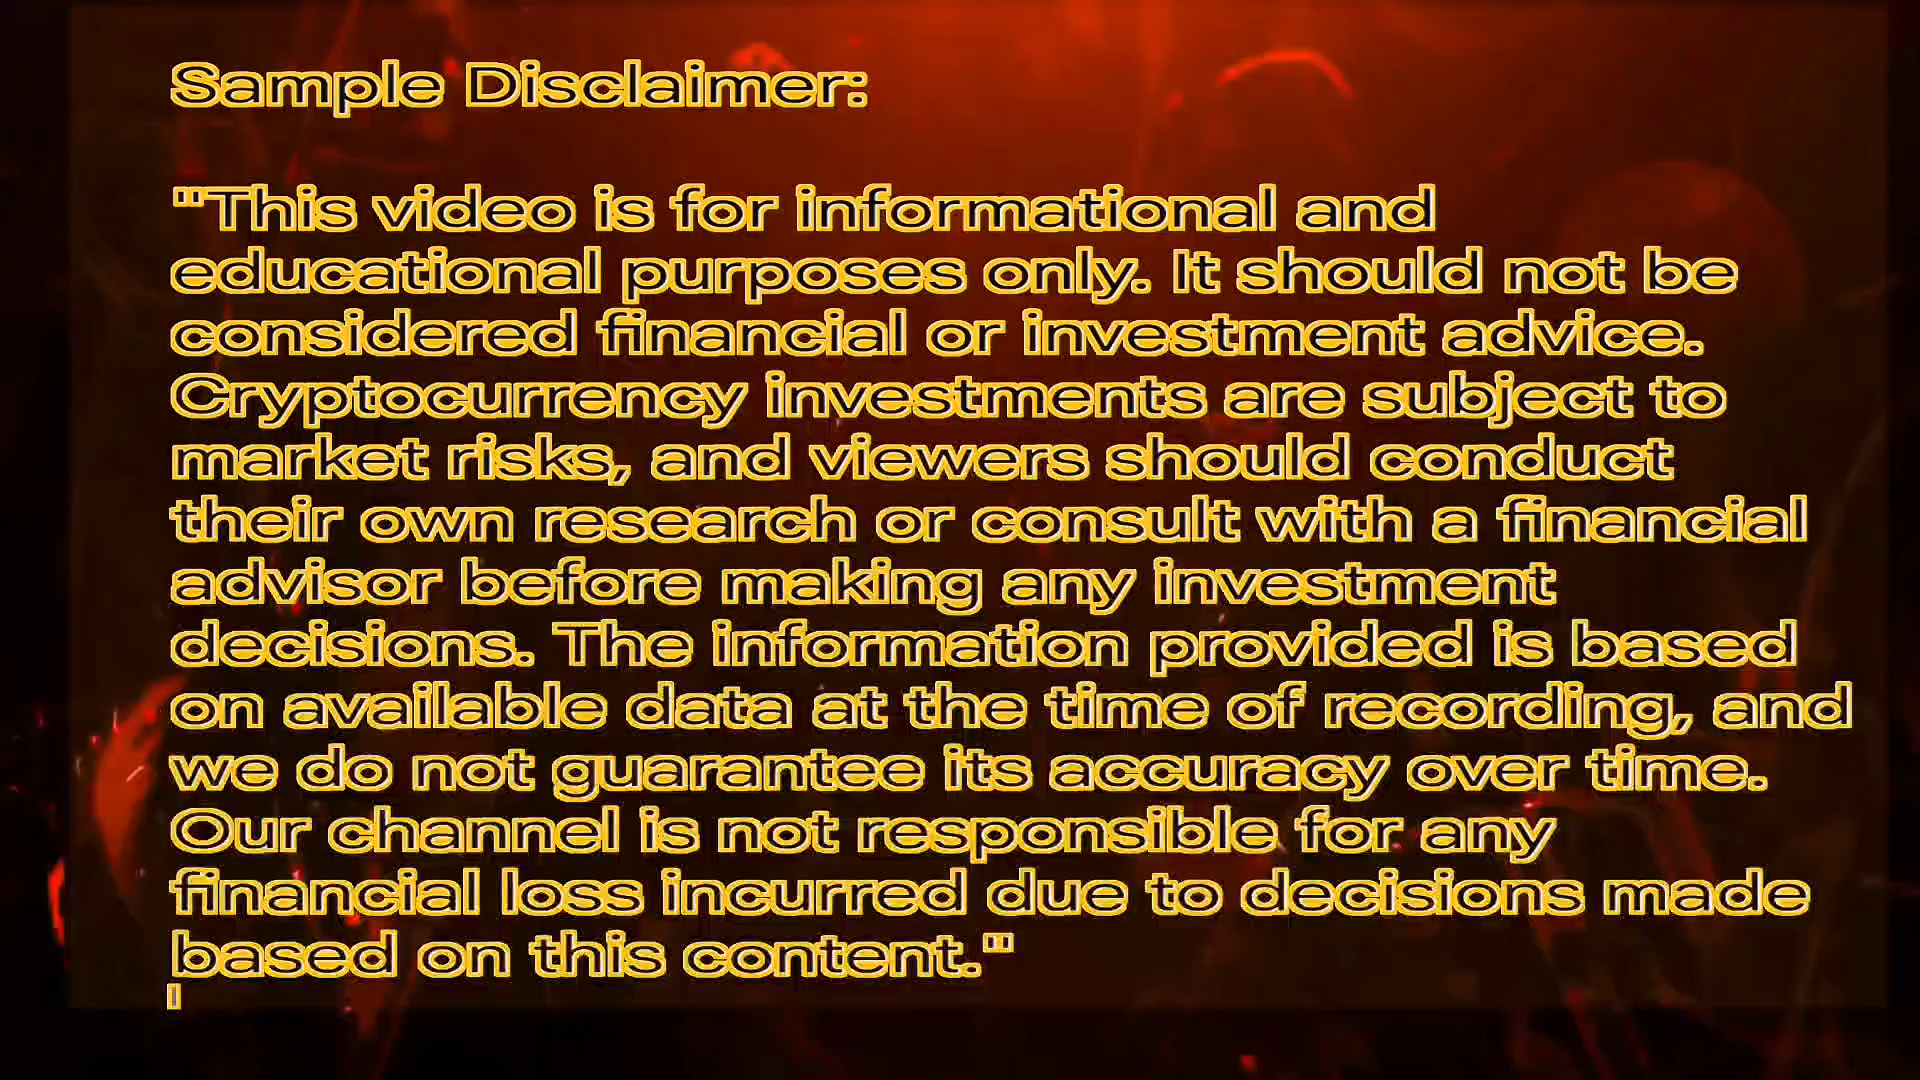 Sample Disclaimer:
"This video is for informational and
educational purposes only. It should not be
considered financial or investment advice.
Cryptocurrency investments are subject to
market risks, and viewers should conduct
their own research or consult with a financial
advisor before making any investment
decisions. The information provided is based
on available data at the time of recording, and
we do not guarantee its accuracy over time.
Our channel is not responsible for any
financial loss incurred due to decisions made
based on this content."